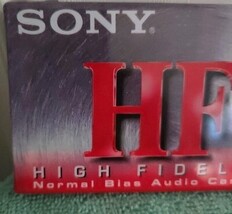 SONY®
HF
HIGH FIDEL
Normal Bias Audio Ca